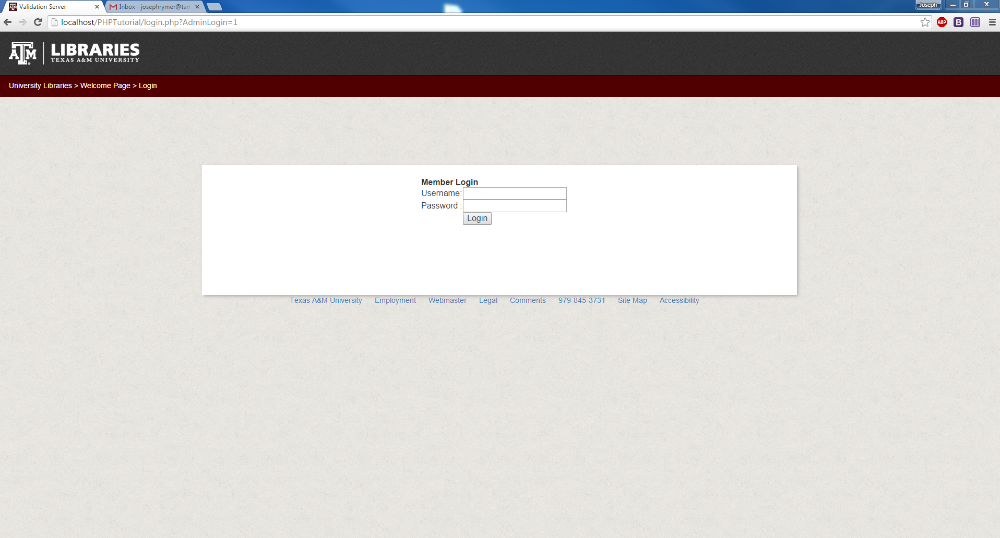 Validation Server
Inbox - josephrymer@tam
Joseph
localhost/PHPTutorial/login.php?AdminLogin=1
ABP
B
ATM
LIBRARIES
TEXAS A&M UNIVERSITY
University Libraries > Welcome Page > Login
Member Login
Username:
Password :
Login
Texas A&M University Employment Webmaster Legal Comments 979-845-3731 Site Map Accessibility